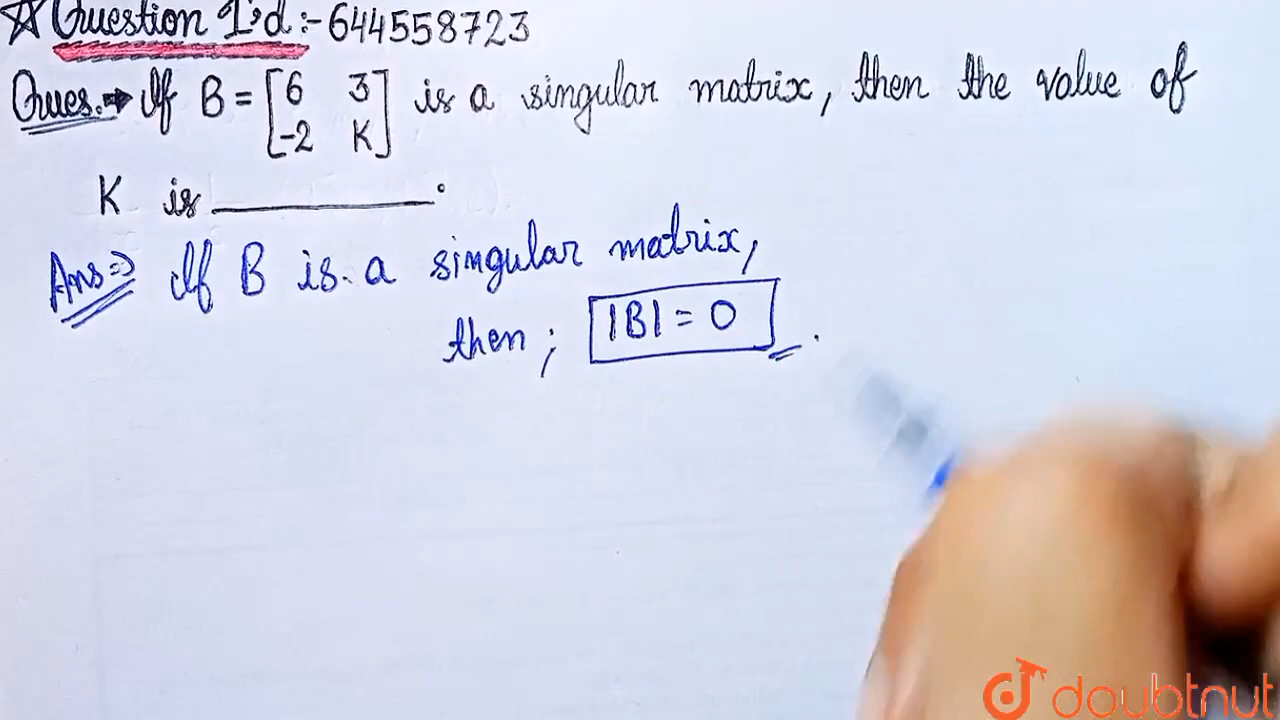 ☆ Question I'd :- 644558723
Ques. → If B = [6 3] is a singular matrix, then the value of
[-2 K]
K is ________.
Ans ⇒ If B is a singular matrix,
then ; |B| = 0
doubtnut